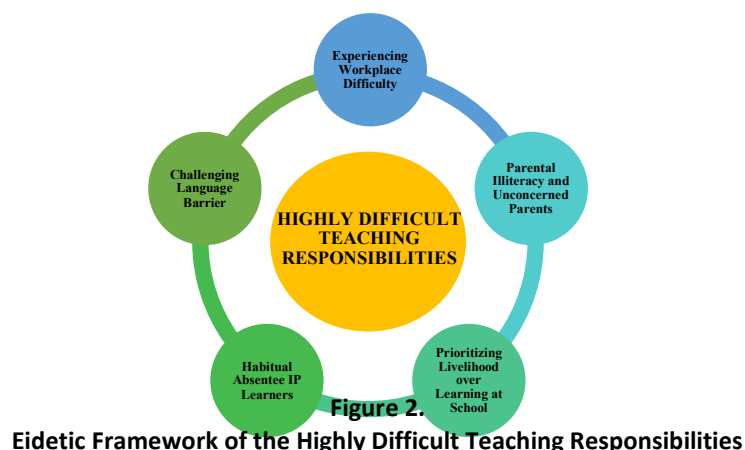 Experiencing
Workplace
Difficulty
Parental
Illiteracy and
Unconcerned
Parents
Prioritizing
Livelihood
over
Learning at
School
Habitual
Absentee IP
Learners
Challenging
Language
Barrier
HIGHLY DIFFICULT
TEACHING
RESPONSIBILITIES
Figure 2.
Eidetic Framework of the Highly Difficult Teaching Responsibilities